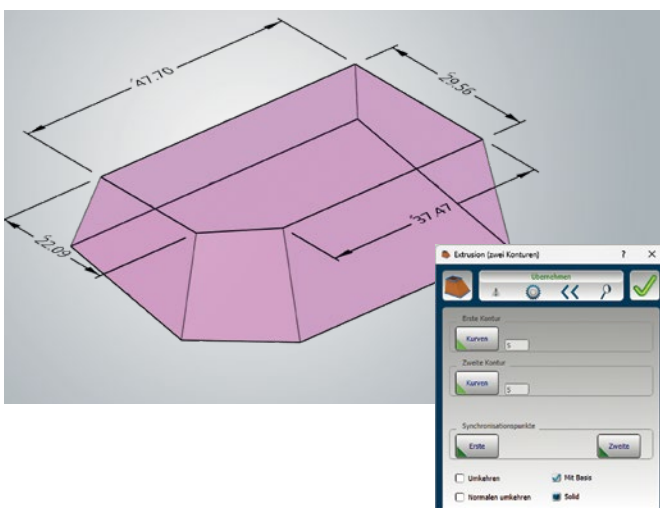 47.70
29.56
37.47
22.09
Extrusion (zwei Konturen) ? X
Übernehmen
Erste Kontur
Kurven 5
Zweite Kontur
Kurven 5
Synchronisationspunkte
Erste Zweite
Umkehren Mit Basis
Normalen umkehren Solid